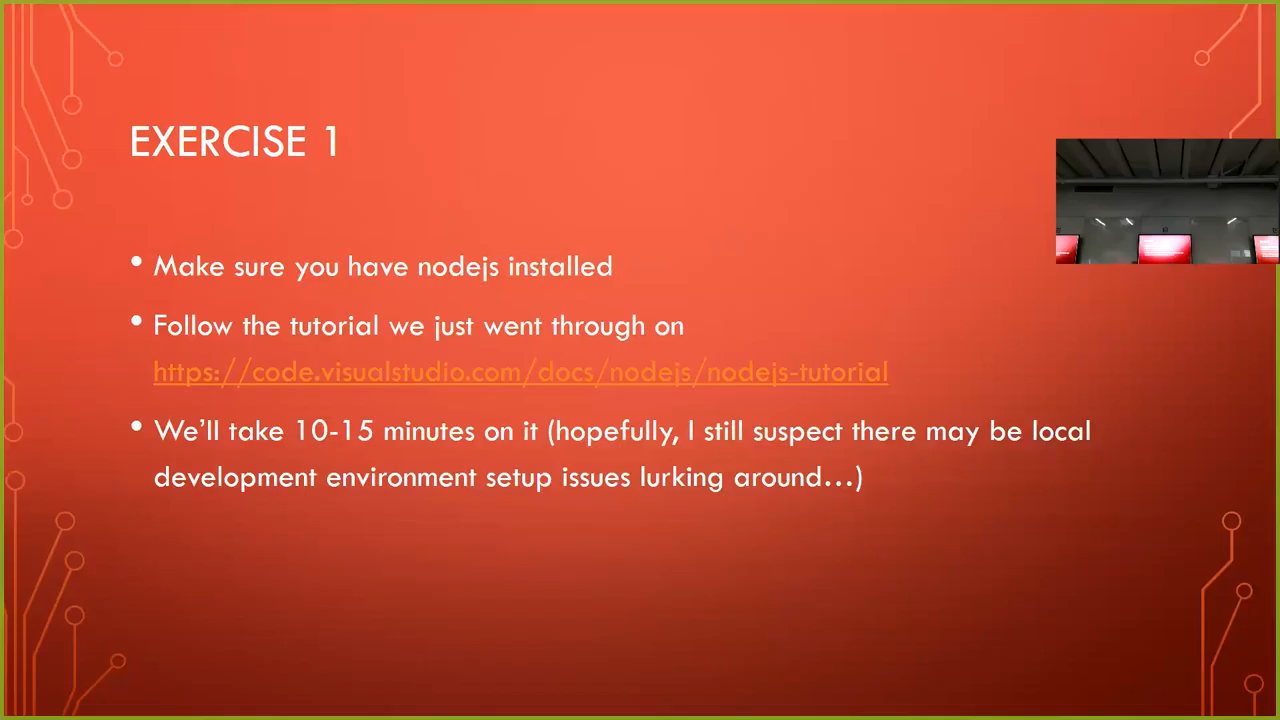 EXERCISE 1
• Make sure you have nodejs installed
• Follow the tutorial we just went through on
https://code.visualstudio.com/docs/nodejs/nodejs-tutorial
• We'll take 10-15 minutes on it (hopefully, I still suspect there may be local
development environment setup issues lurking around…)